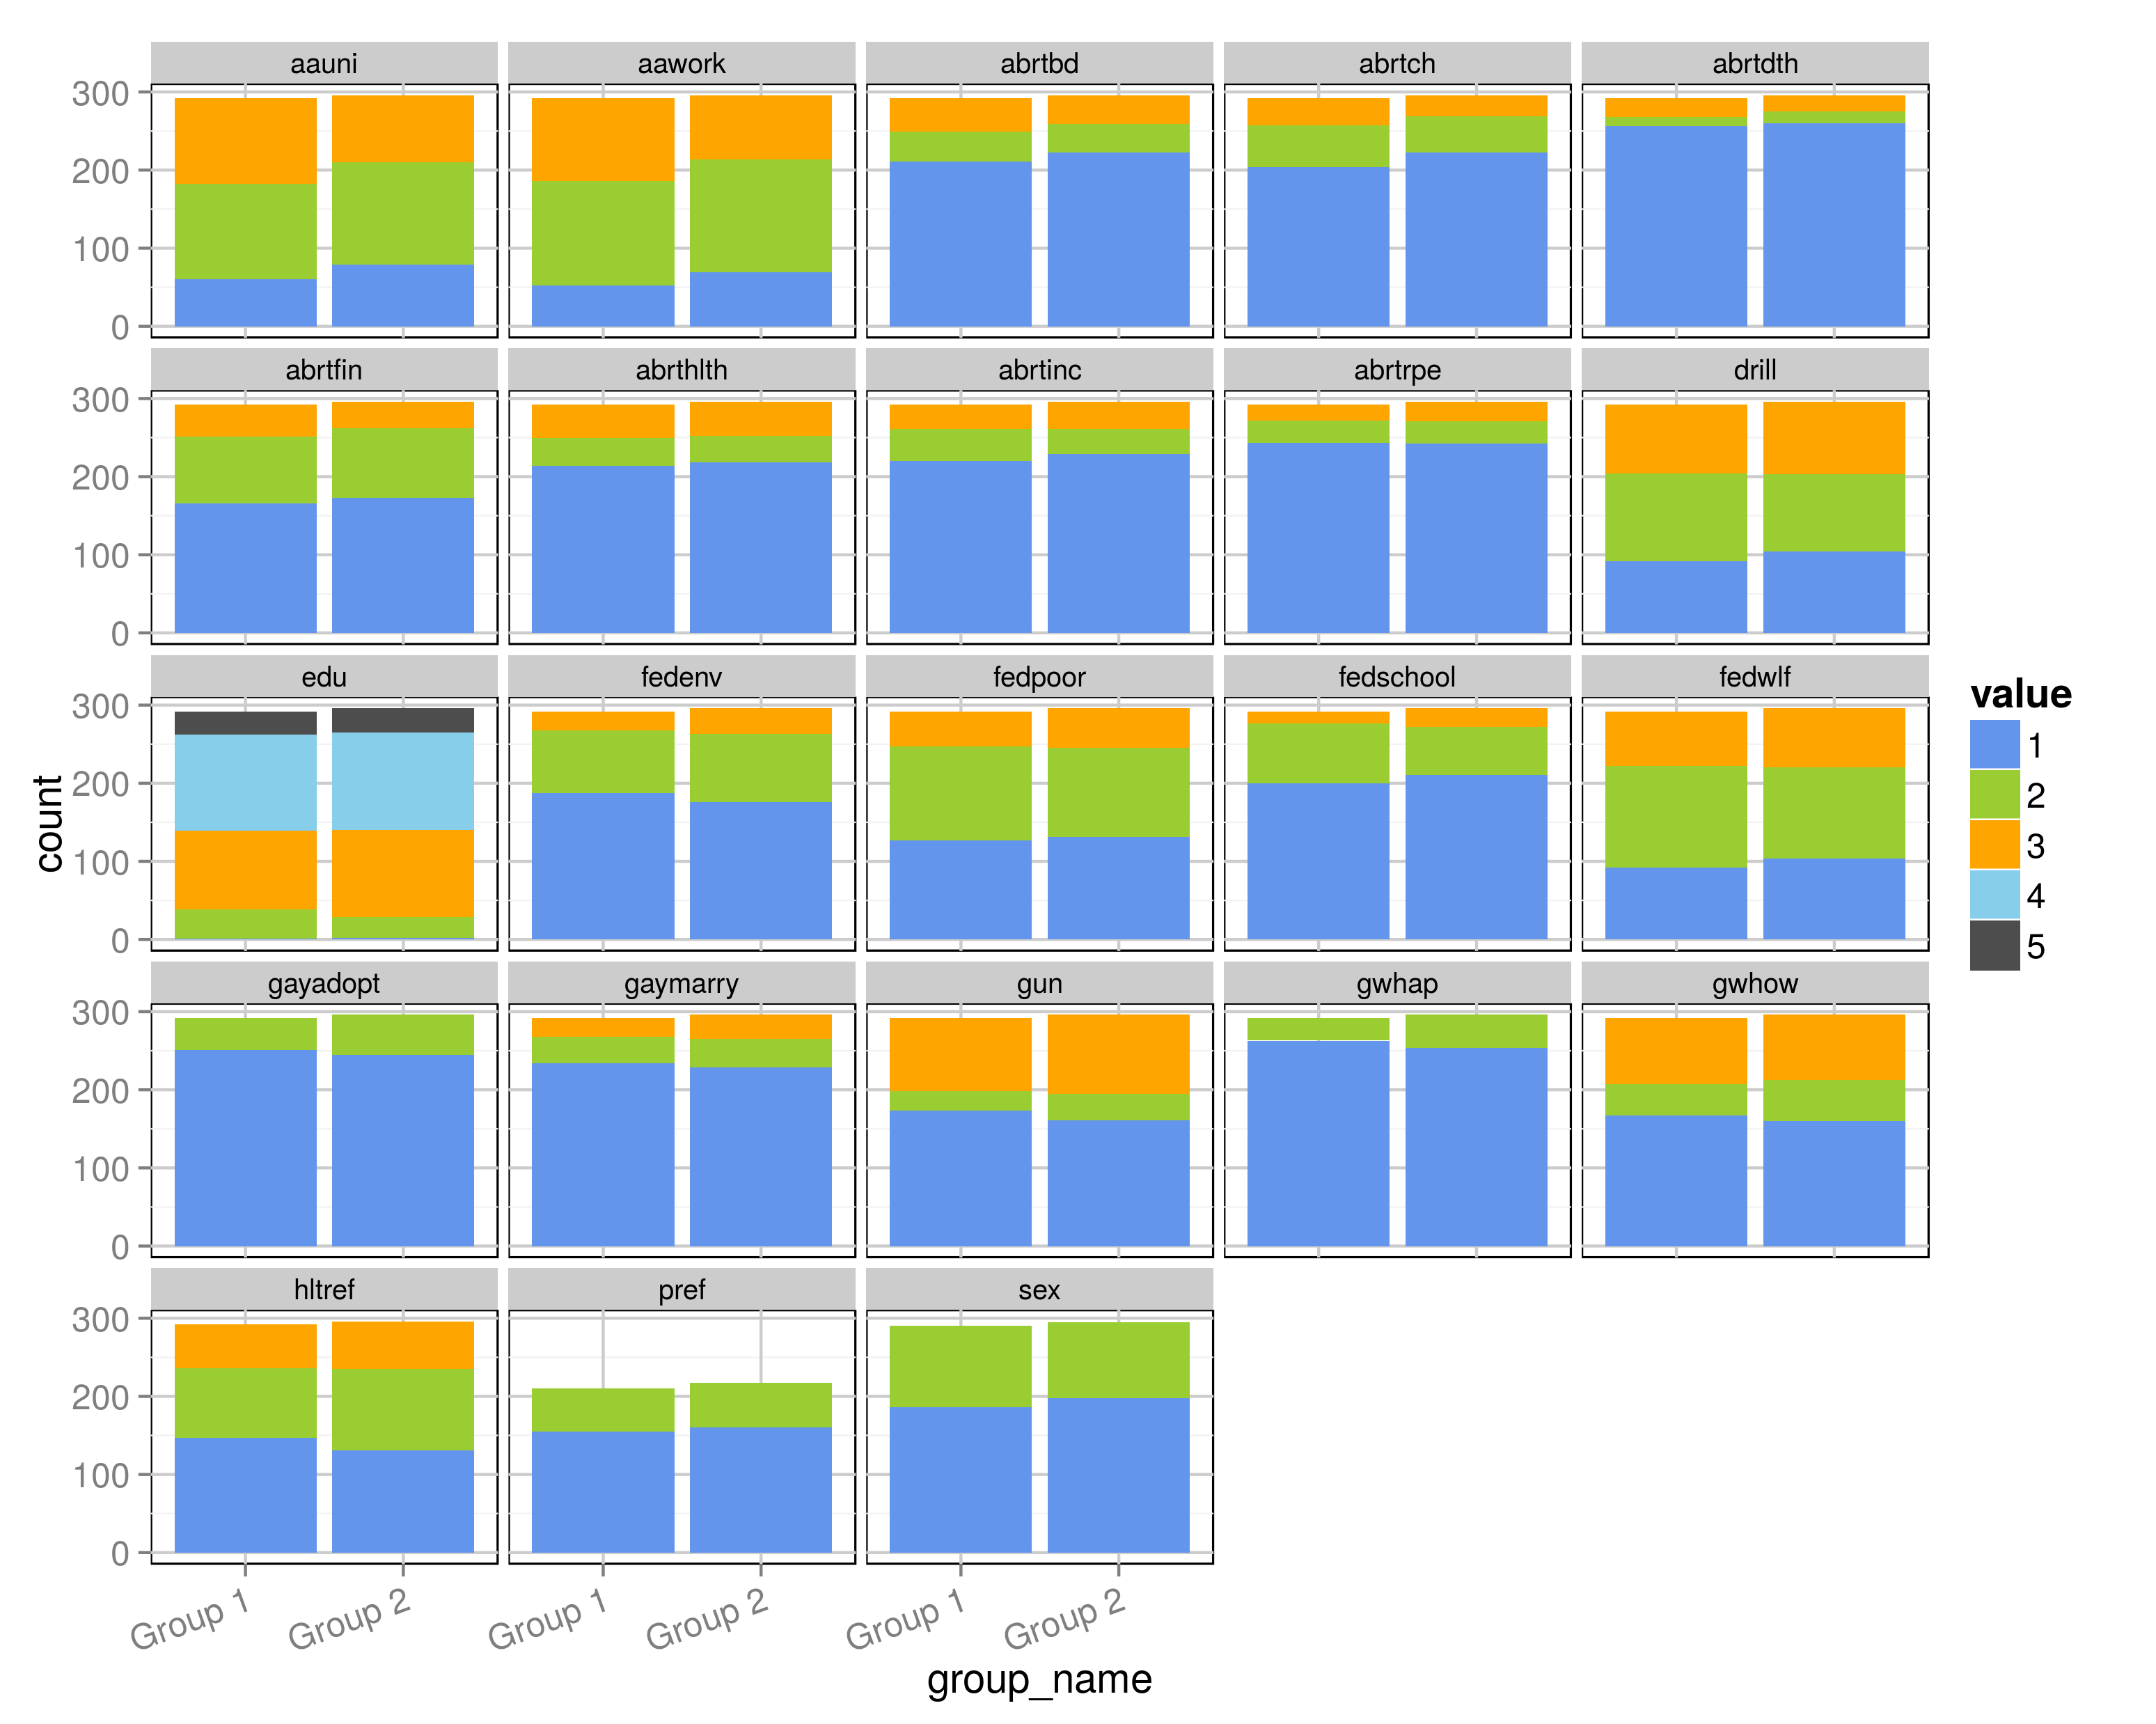 aauni aawork abrtbd abrtch abrtdth
300
200
100
0
abrtfin abrthlth abrtinc abrtrpe drill
300
200
100
0
edu fedenv fedpoor fedschool fedwlf
300
200
100
0
count
value
1
2
3
4
5
gayadopt gaymarry gun gwhap gwhow
300
200
100
0
hltref pref sex
300
200
100
0
Group 1 Group 2 Group 1 Group 2 Group 1 Group 2
group_name